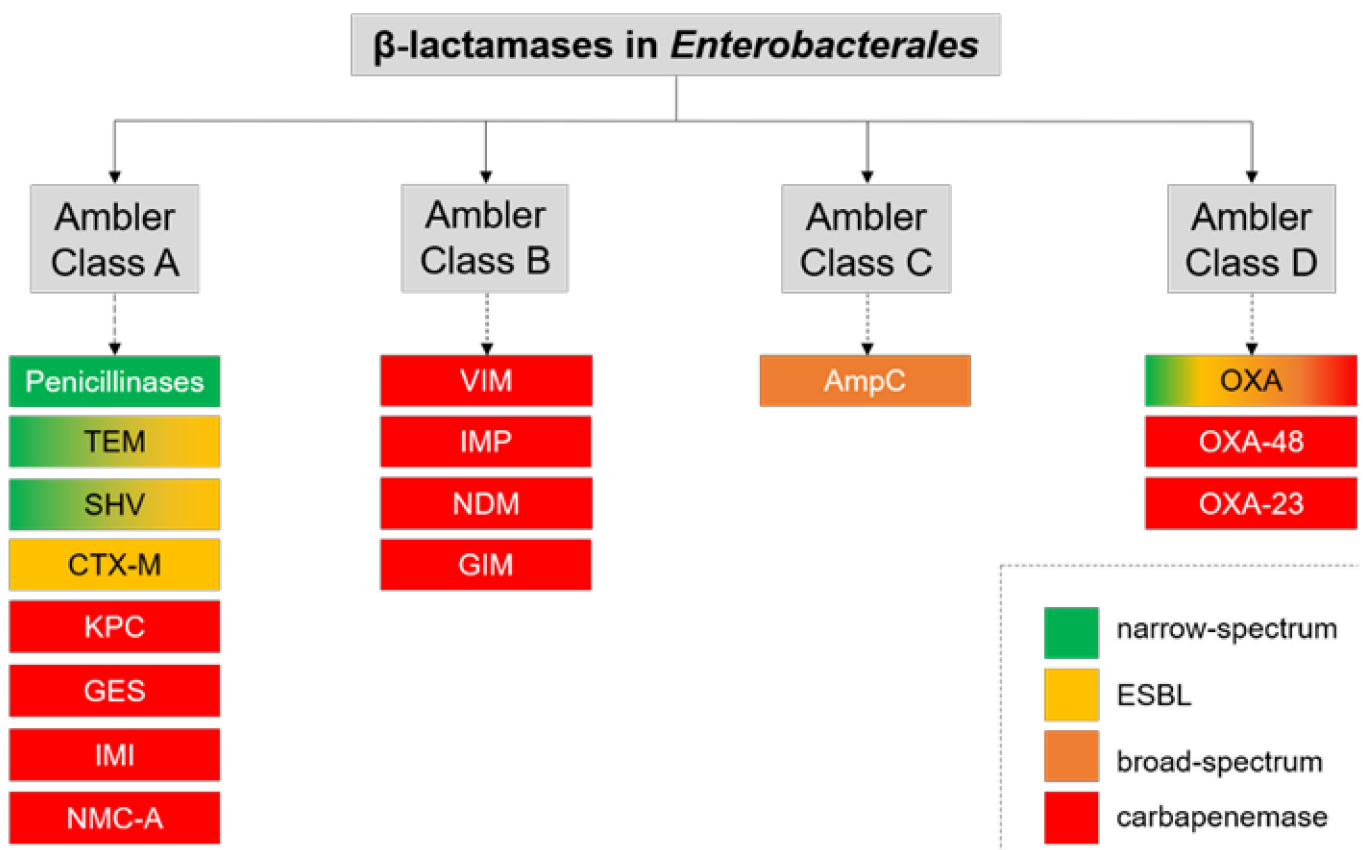 β-lactamases in Enterobacterales
Ambler
Class A
Ambler
Class B
Ambler
Class C
Ambler
Class D
Penicillinases
TEM
SHV
CTX-M
KPC
GES
IMI
NMC-A
VIM
IMP
NDM
GIM
AmpC
OXA
OXA-48
OXA-23
narrow-spectrum
ESBL
broad-spectrum
carbapenemase